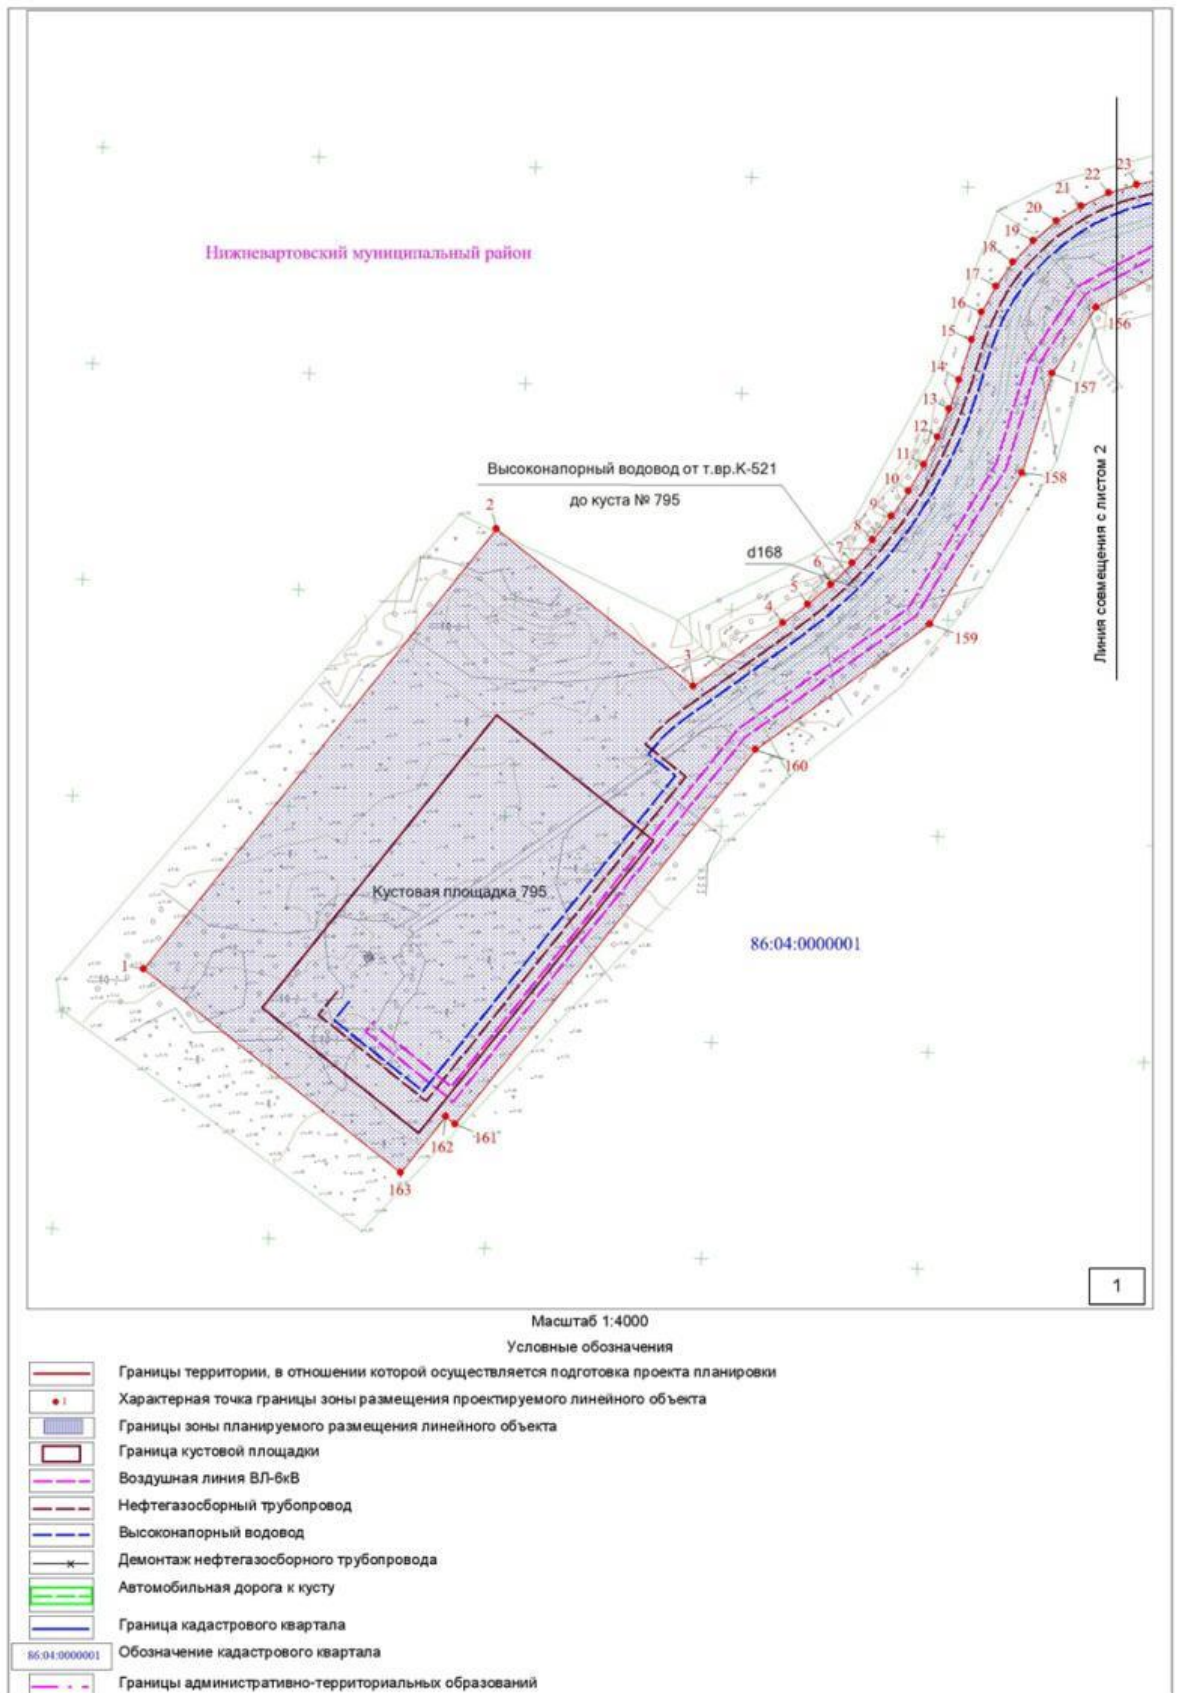 23
22
21
20
19
18
17
16
15
14
13
12
11
10
9
8
7
6
5
4
3
2
1
156
157
158
159
160
161
162
163
Нижневартовский муниципальный район
Высоконапорный водовод от т.вр.К-521
до куста № 795
d168
Линия совмещения с листом 2
Кустовая площадка 795
86:04:0000001
1
Масштаб 1:4000
Условные обозначения
Границы территории, в отношении которой осуществляется подготовка проекта планировки
1 Характерная точка границы зоны размещения проектируемого линейного объекта
Границы зоны планируемого размещения линейного объекта
Граница кустовой площадки
Воздушная линия ВЛ-6кВ
Нефтегазосборный трубопровод
Высоконапорный водовод
Демонтаж нефтегазосборного трубопровода
Автомобильная дорога к кусту
Граница кадастрового квартала
86:04:0000001 Обозначение кадастрового квартала
Границы административно-территориальных образований